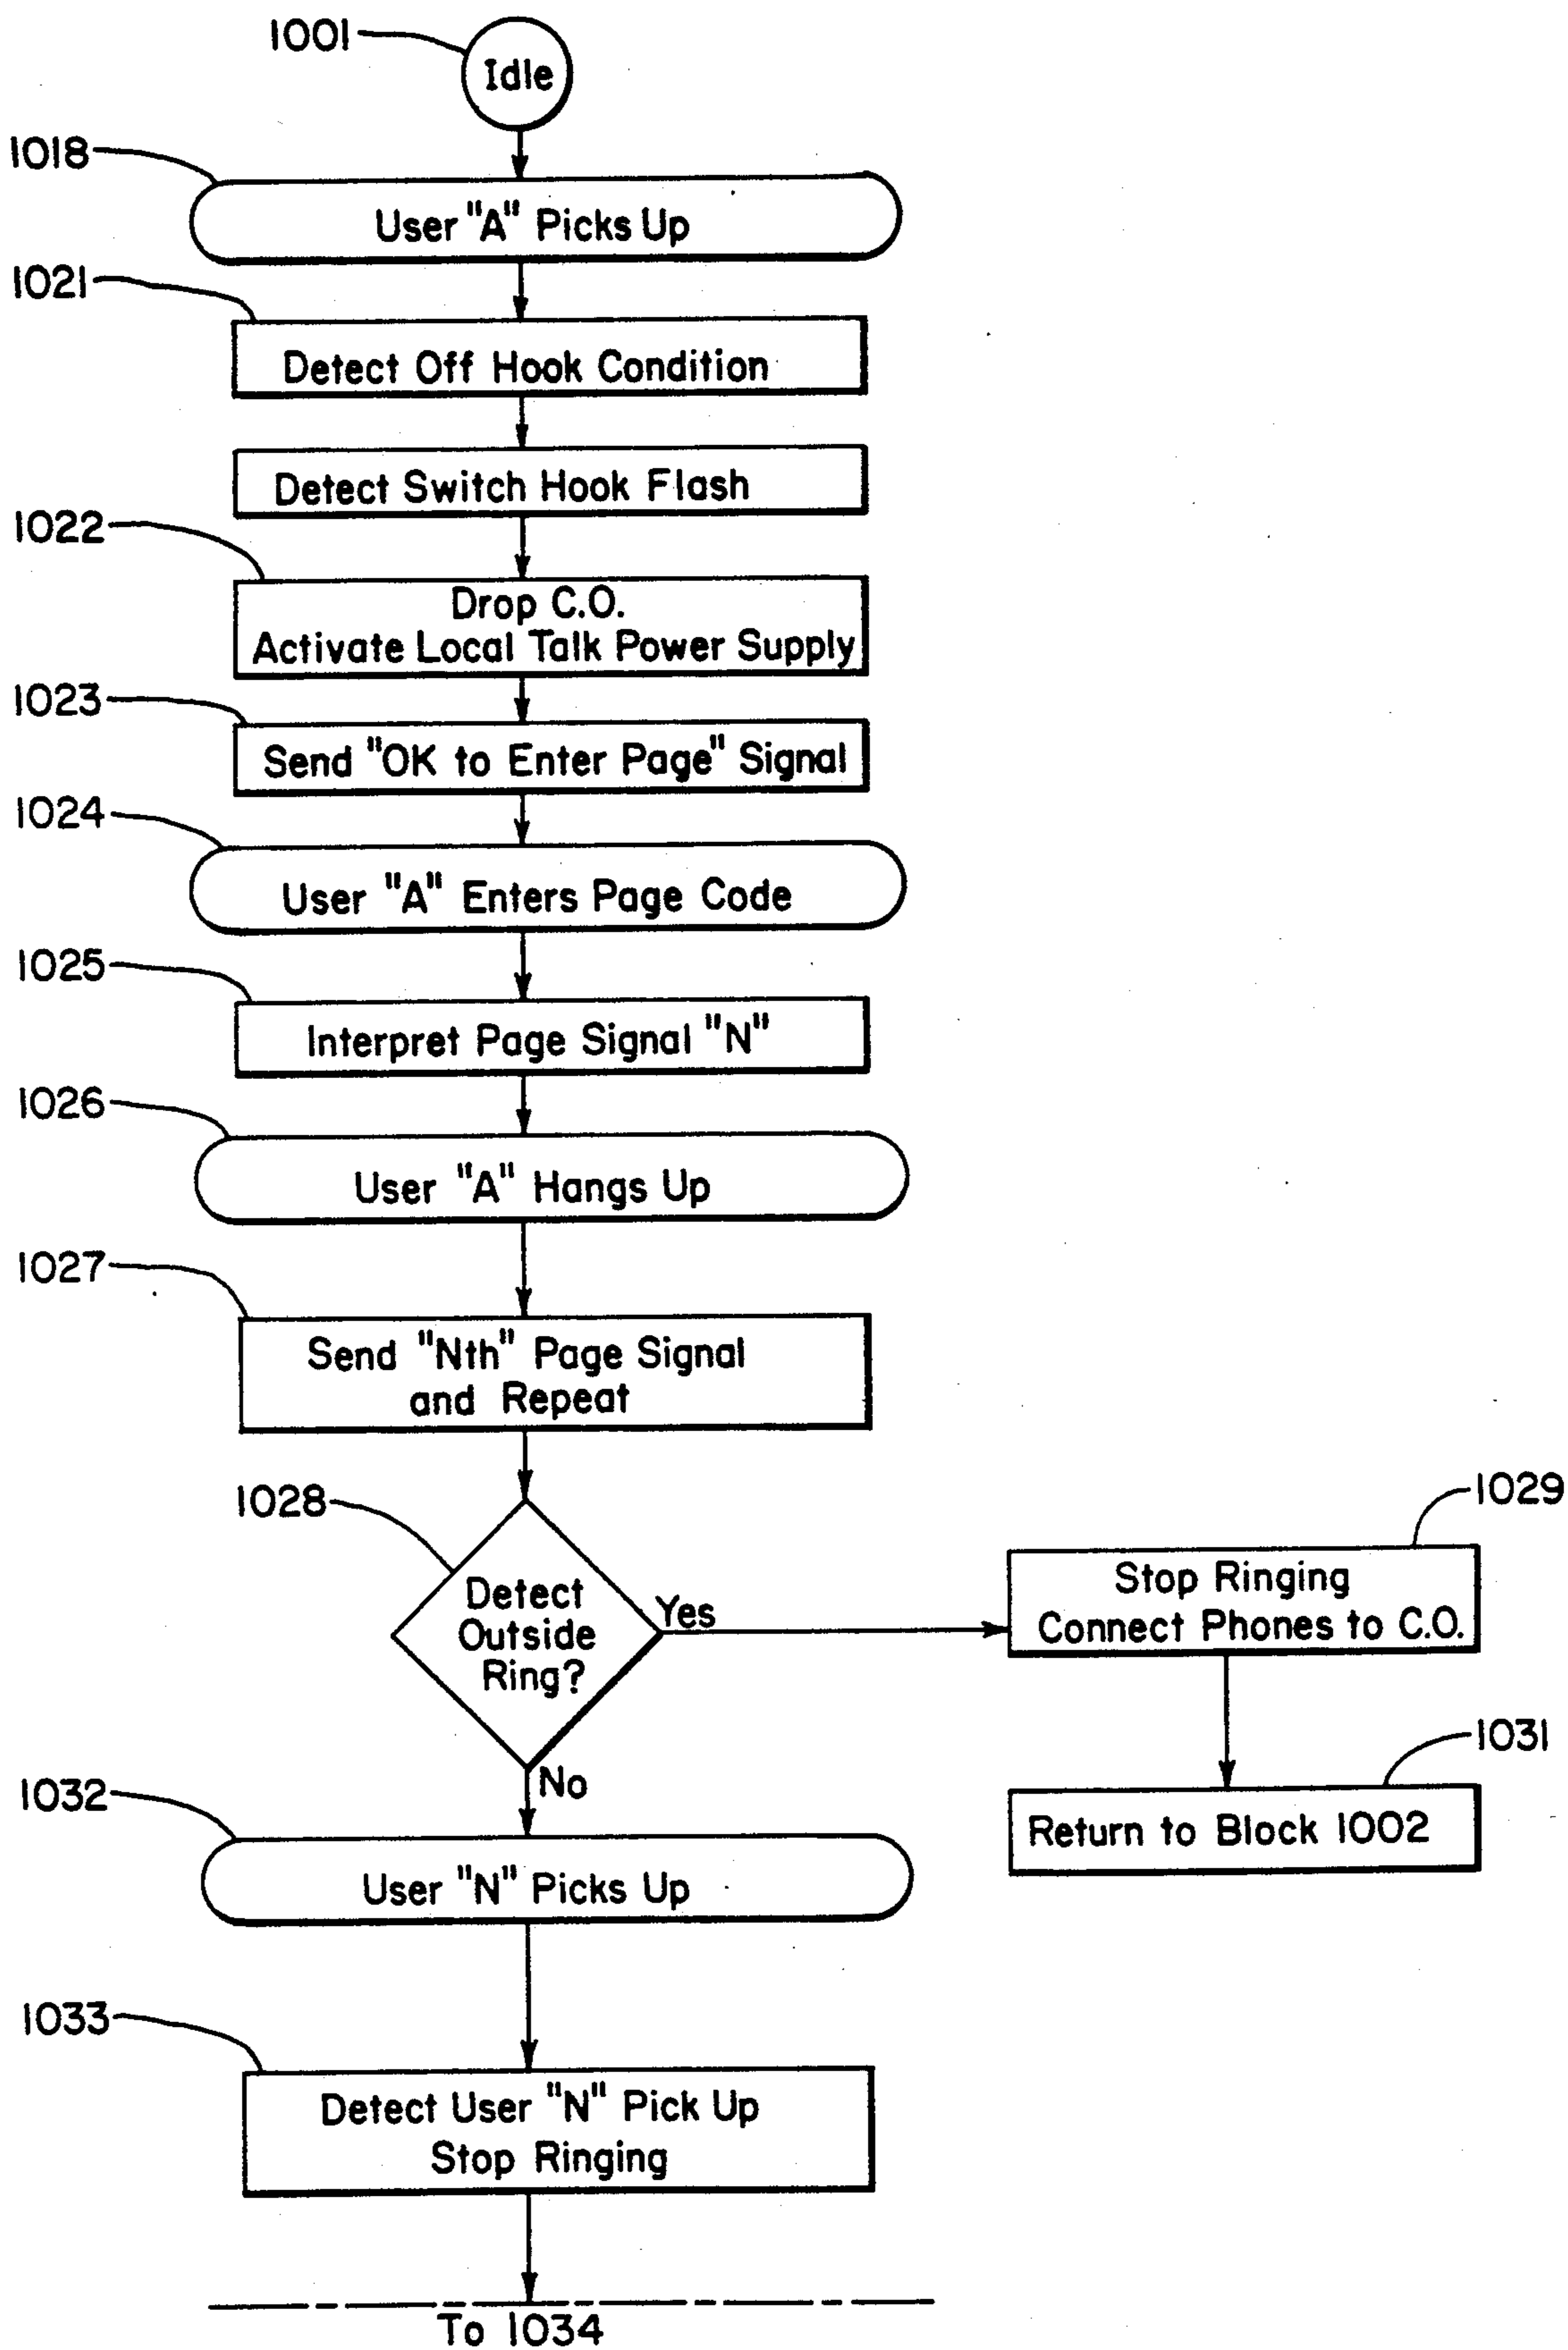 1001
Idle
1018
User "A" Picks Up
1021
Detect Off Hook Condition
Detect Switch Hook Flash
1022
Drop C.O.
Activate Local Talk Power Supply
1023
Send "OK to Enter Page" Signal
1024
User "A" Enters Page Code
1025
Interpret Page Signal "N"
1026
User "A" Hangs Up
1027
Send "Nth" Page Signal
and Repeat
1028
Detect
Outside
Ring?
Yes
1029
Stop Ringing
Connect Phones to C.O.
1031
Return to Block 1002
No
1032
User "N" Picks Up
1033
Detect User "N" Pick Up
Stop Ringing
To 1034